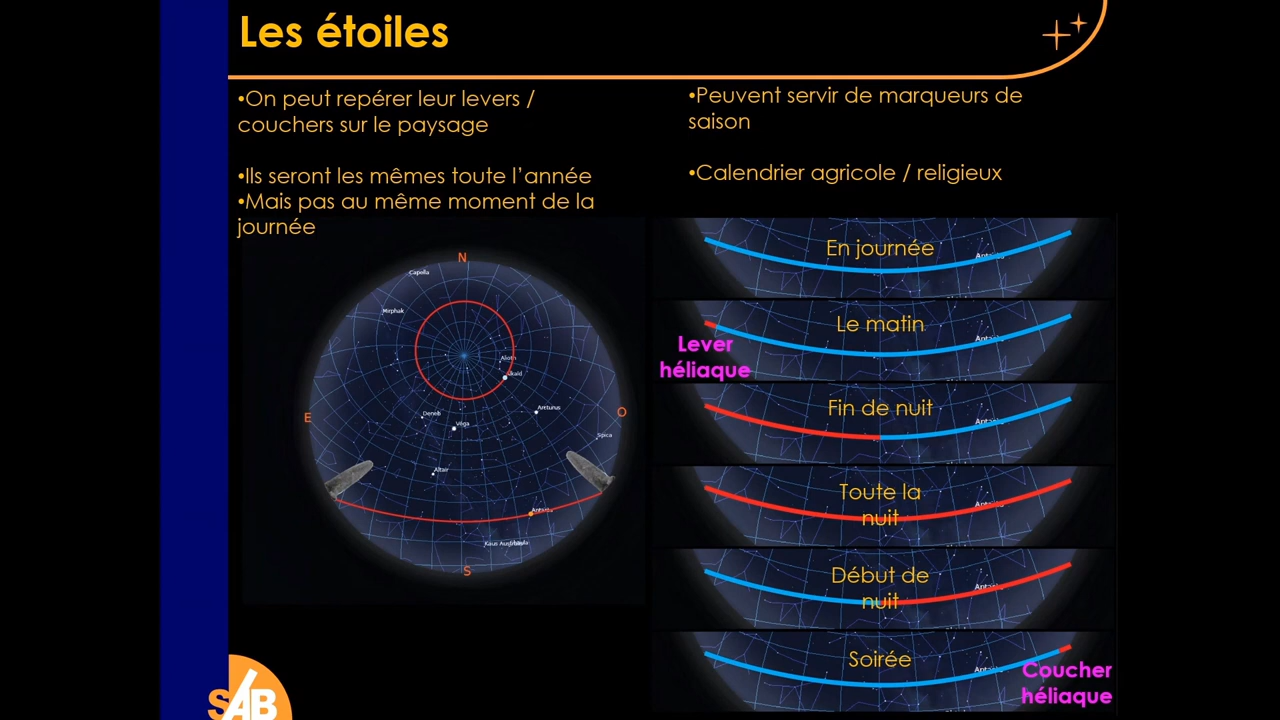 Les étoiles
•On peut repérer leur levers /
couchers sur le paysage
•Ils seront les mêmes toute l'année
•Mais pas au même moment de la
journée
•Peuvent servir de marqueurs de
saison
•Calendrier agricole / religieux
N
Capella
Mirphak
Alioth
Alkaid
E
O
Deneb
Arcturus
Véga
Spica
Altair
Antarès
Kaus Australis
S
En journée
Le matin
Lever
héliaque
Fin de nuit
Toute la
nuit
Début de
nuit
Soirée
Coucher
héliaque
SAB